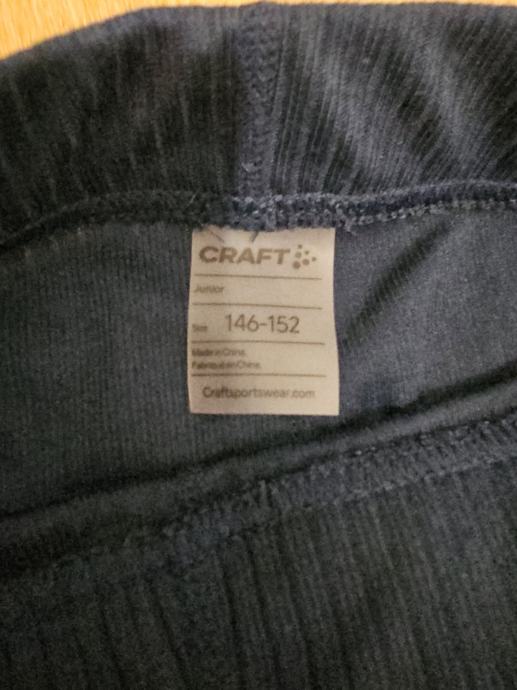 CRAFT
Junior
Size 146-152
Made in China.
Fabriqué en Chine.
Craftsportswear.com